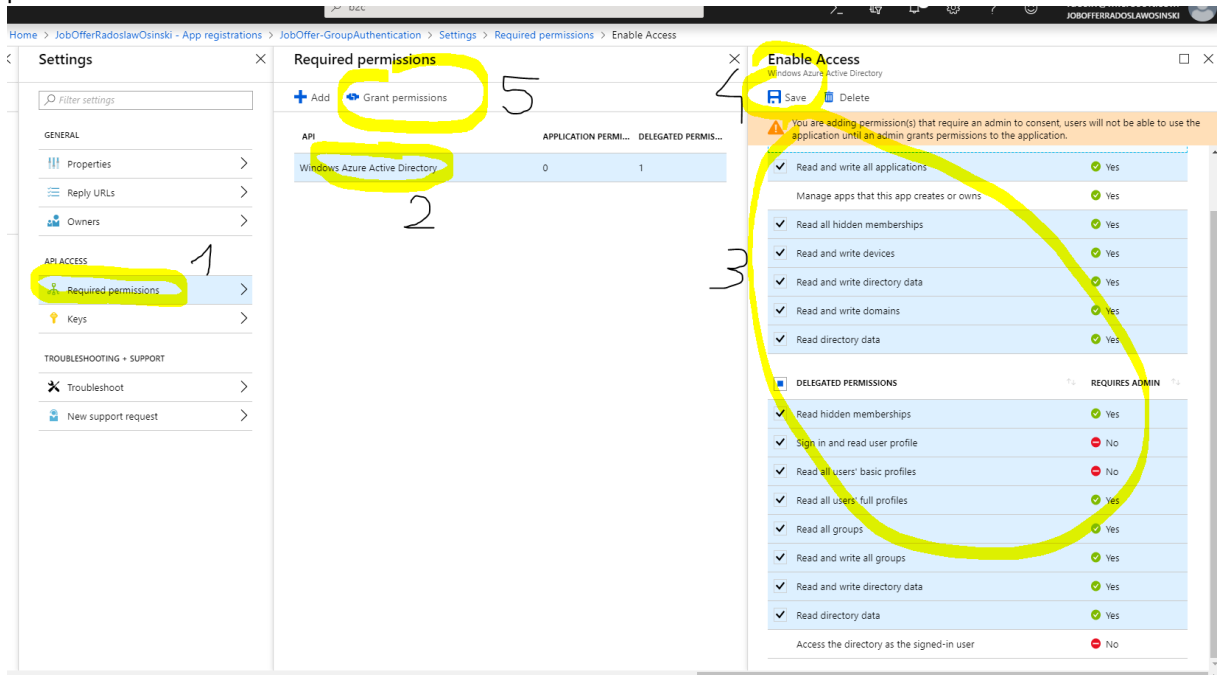 b2c
JOBOFFERRADOSLAWOSINSKI
Home > JobOfferRadoslawOsinski - App registrations > JobOffer-GroupAuthentication > Settings > Required permissions > Enable Access
Settings
Filter settings
GENERAL
Properties
Reply URLs
Owners
API ACCESS
1
Required permissions
Keys
TROUBLESHOOTING + SUPPORT
Troubleshoot
New support request
Required permissions
Add Grant permissions
5
API APPLICATION PERMI... DELEGATED PERMIS...
Windows Azure Active Directory 0 1
2
Enable Access
Windows Azure Active Directory
4
Save Delete
You are adding permission(s) that require an admin to consent, users will not be able to use the
application until an admin grants permissions to the application.
Read and write all applications Yes
Manage apps that this app creates or owns Yes
Read all hidden memberships Yes
3
Read and write devices Yes
Read and write directory data Yes
Read and write domains Yes
Read directory data Yes
DELEGATED PERMISSIONS REQUIRES ADMIN
Read hidden memberships Yes
Sign in and read user profile No
Read all users' basic profiles No
Read all users' full profiles Yes
Read all groups Yes
Read and write all groups Yes
Read and write directory data Yes
Read directory data Yes
Access the directory as the signed-in user No